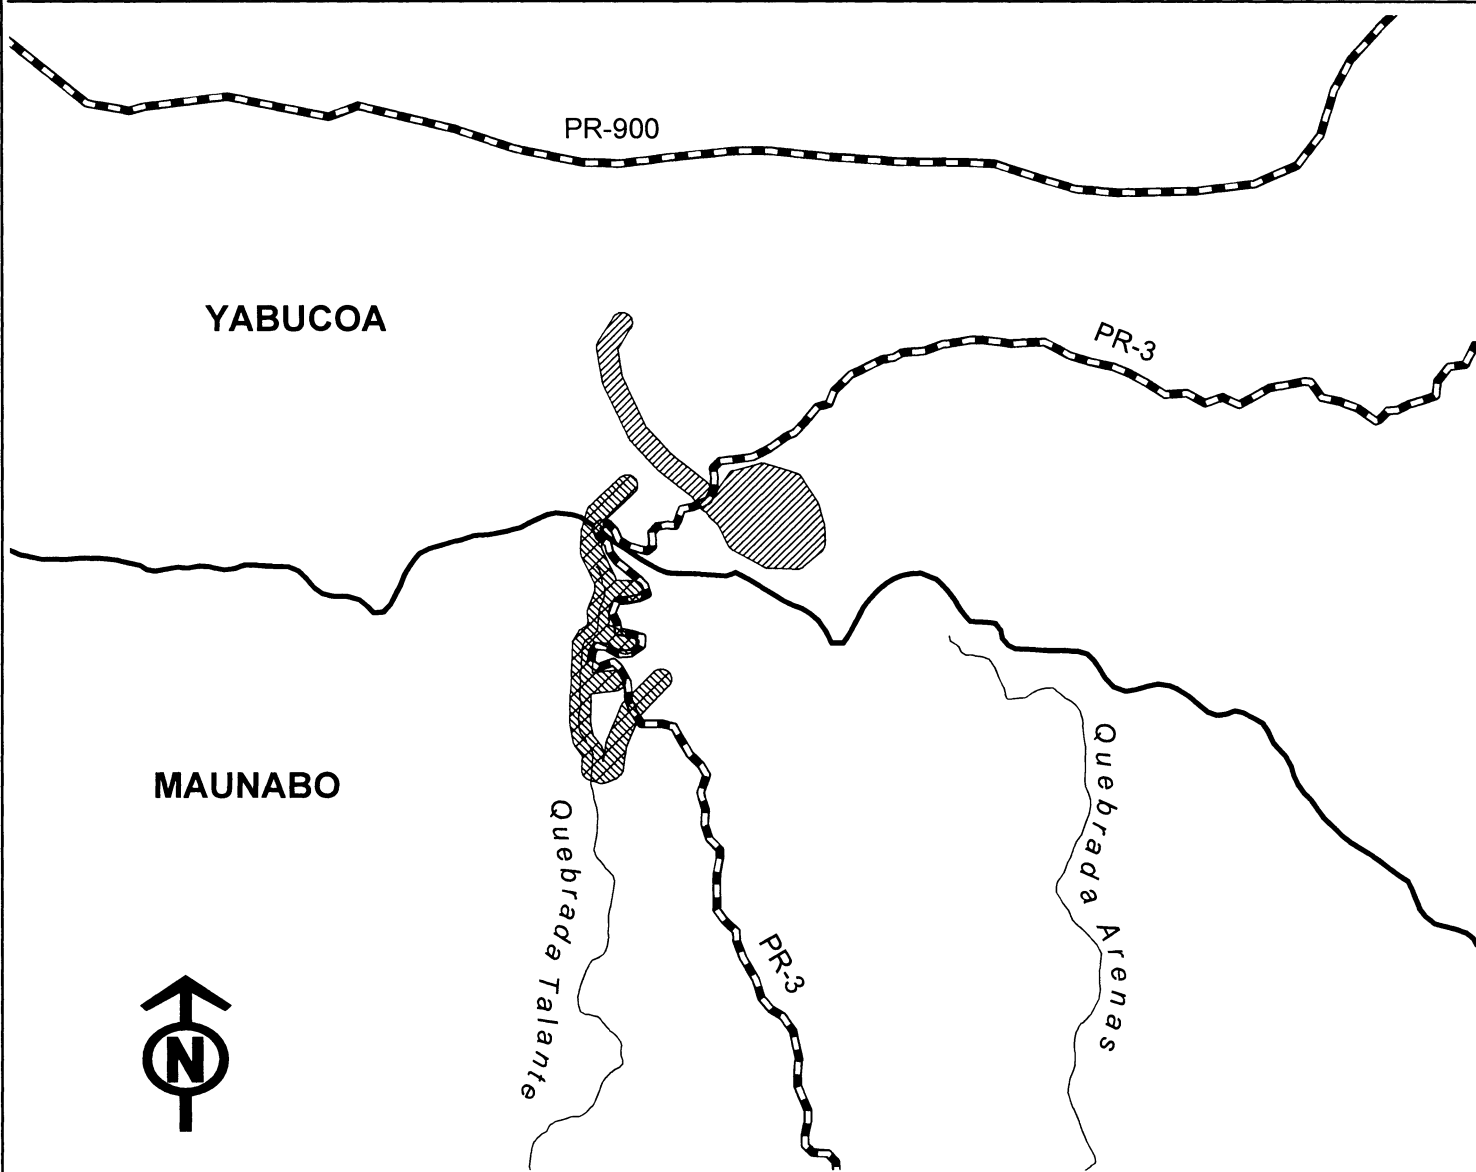 PR-900
YABUCOA
PR-3
MAUNABO
Quebrada Arenas
Quebrada Talante
PR-3
N